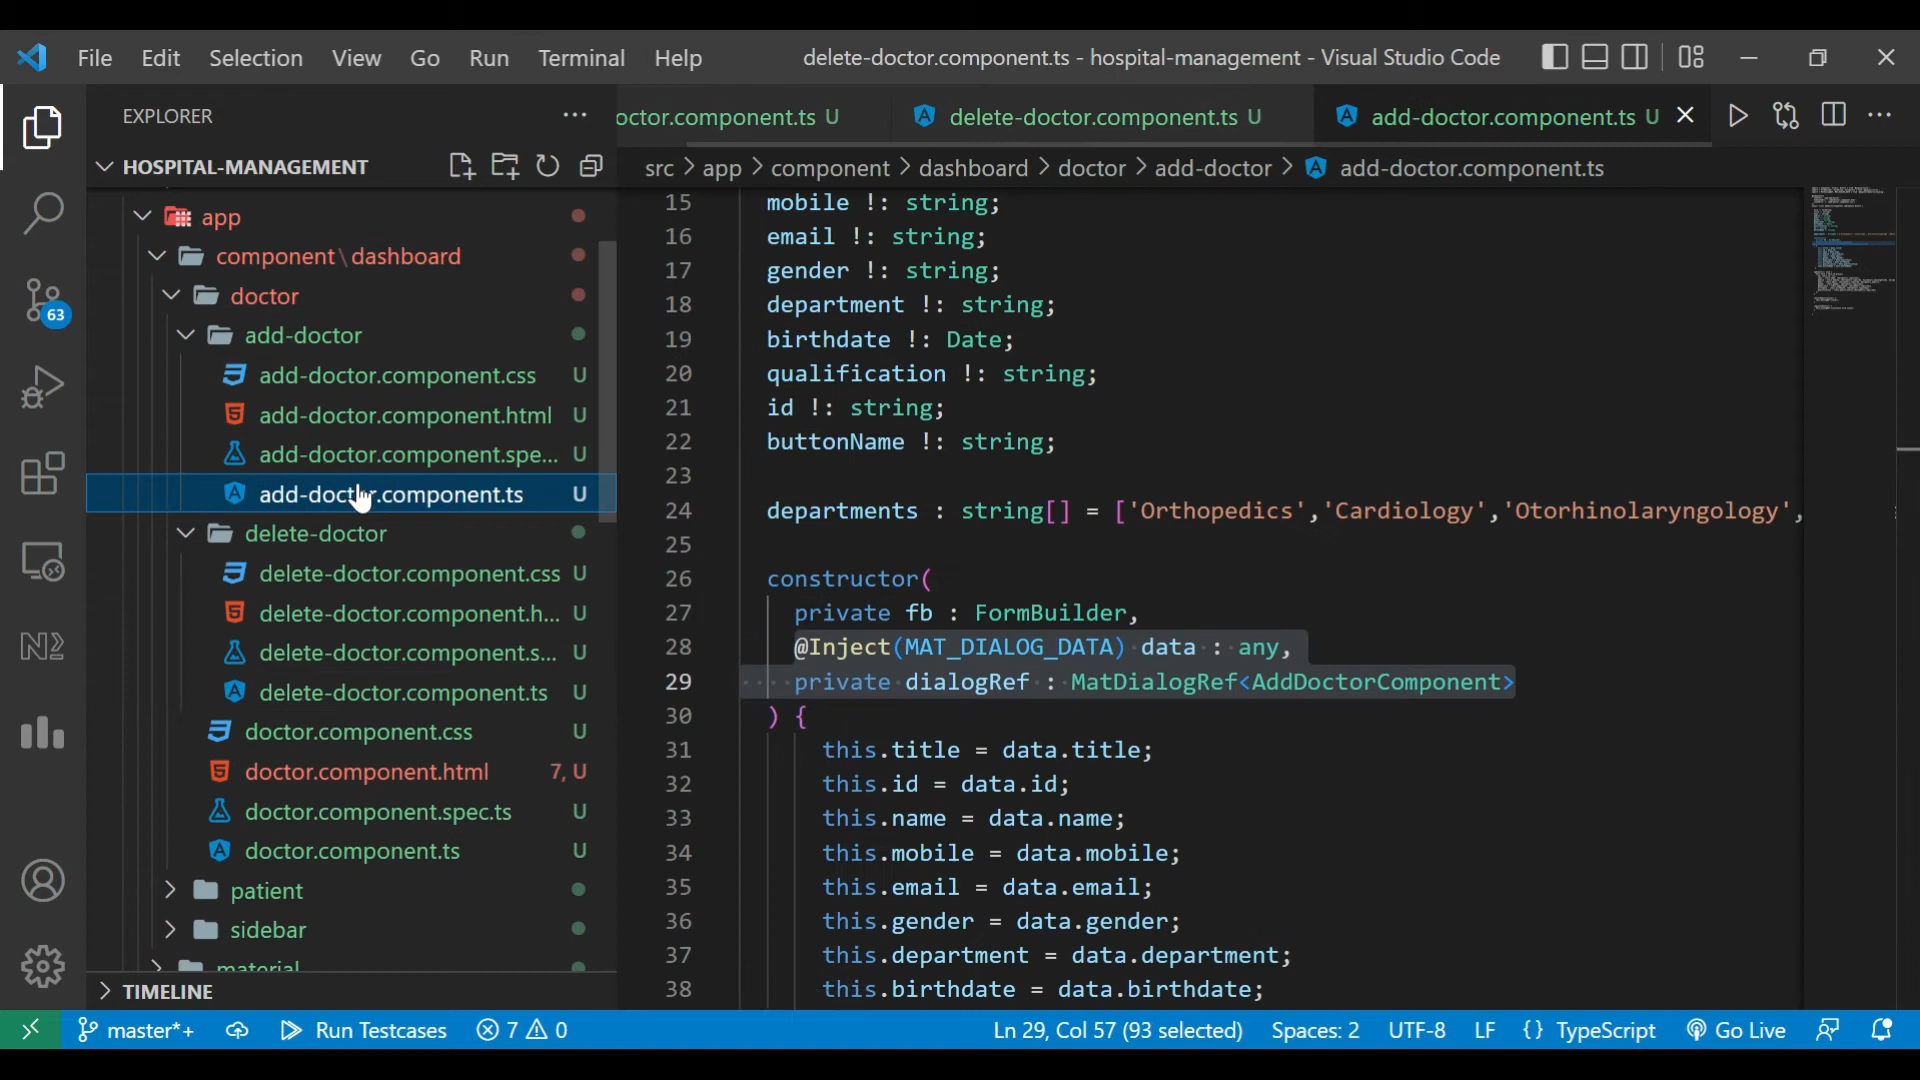 File Edit Selection View Go Run Terminal Help
delete-doctor.component.ts - hospital-management - Visual Studio Code
EXPLORER
octor.component.ts U
delete-doctor.component.ts U
add-doctor.component.ts U
HOSPITAL-MANAGEMENT
src > app > component > dashboard > doctor > add-doctor > add-doctor.component.ts
app
component\dashboard
doctor
add-doctor
add-doctor.component.css U
add-doctor.component.html U
add-doctor.component.spe... U
add-doctor.component.ts U
delete-doctor
delete-doctor.component.css U
delete-doctor.component.h... U
delete-doctor.component.s... U
delete-doctor.component.ts U
doctor.component.css U
doctor.component.html 7, U
doctor.component.spec.ts U
doctor.component.ts U
patient
sidebar
material
TIMELINE
63
15 mobile !: string;
16 email !: string;
17 gender !: string;
18 department !: string;
19 birthdate !: Date;
20 qualification !: string;
21 id !: string;
22 buttonName !: string;
23
24 departments : string[] = ['Orthopedics','Cardiology','Otorhinolaryngology',
25
26 constructor(
27 private fb : FormBuilder,
28 @Inject(MAT_DIALOG_DATA) data : any,
29 private dialogRef : MatDialogRef<AddDoctorComponent>
30 ) {
31 this.title = data.title;
32 this.id = data.id;
33 this.name = data.name;
34 this.mobile = data.mobile;
35 this.email = data.email;
36 this.gender = data.gender;
37 this.department = data.department;
38 this.birthdate = data.birthdate;
master*+ Run Testcases 7 0 Ln 29, Col 57 (93 selected) Spaces: 2 UTF-8 LF {} TypeScript Go Live